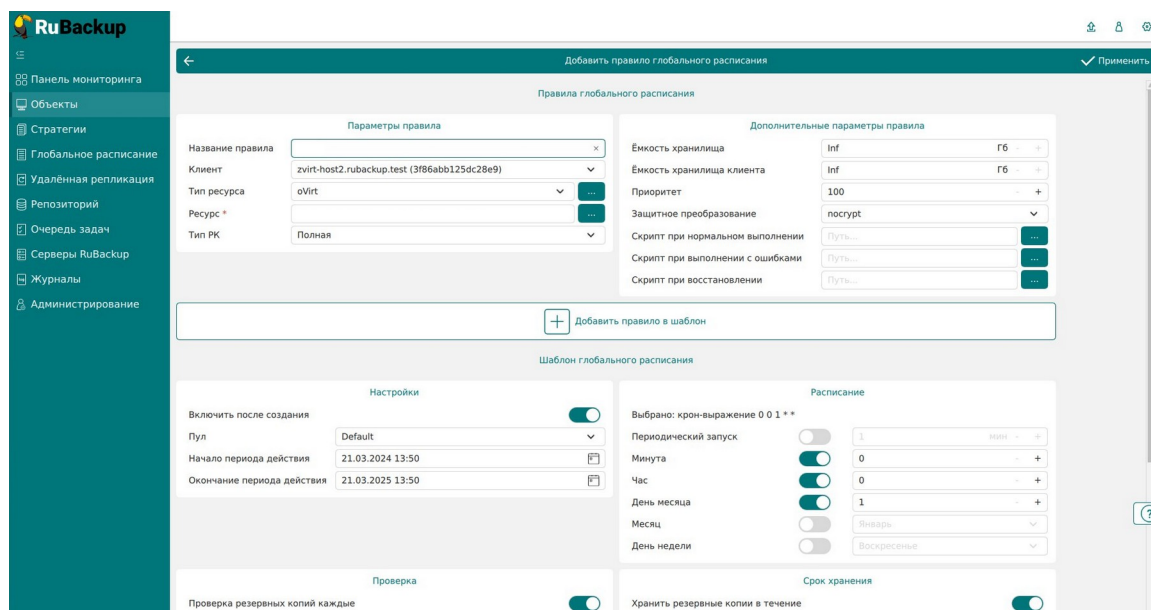 RuBackup
Панель мониторинга
Объекты
Стратегии
Глобальное расписание
Удалённая репликация
Репозиторий
Очередь задач
Серверы RuBackup
Журналы
Администрирование
Добавить правило глобального расписания
Применить
Правила глобального расписания
Параметры правила
Название правила
Клиент zvirt-host2.rubackup.test (3f86abb125dc28e9)
Тип ресурса oVirt ...
Ресурс * ...
Тип РК Полная
Дополнительные параметры правила
Ёмкость хранилища Inf Гб - +
Ёмкость хранилища клиента Inf Гб - +
Приоритет 100 - +
Защитное преобразование nocrypt
Скрипт при нормальном выполнении Путь... ...
Скрипт при выполнении с ошибками Путь... ...
Скрипт при восстановлении Путь... ...
+ Добавить правило в шаблон
Шаблон глобального расписания
Настройки
Включить после создания
Пул Default
Начало периода действия 21.03.2024 13:50
Окончание периода действия 21.03.2025 13:50
Расписание
Выбрано: крон-выражение 0 0 1 * *
Периодический запуск 1 мин - +
Минута 0 - +
Час 0 - +
День месяца 1 - +
Месяц Январь
День недели Воскресенье
?
Проверка
Проверка резервных копий каждые
Срок хранения
Хранить резервные копии в течение